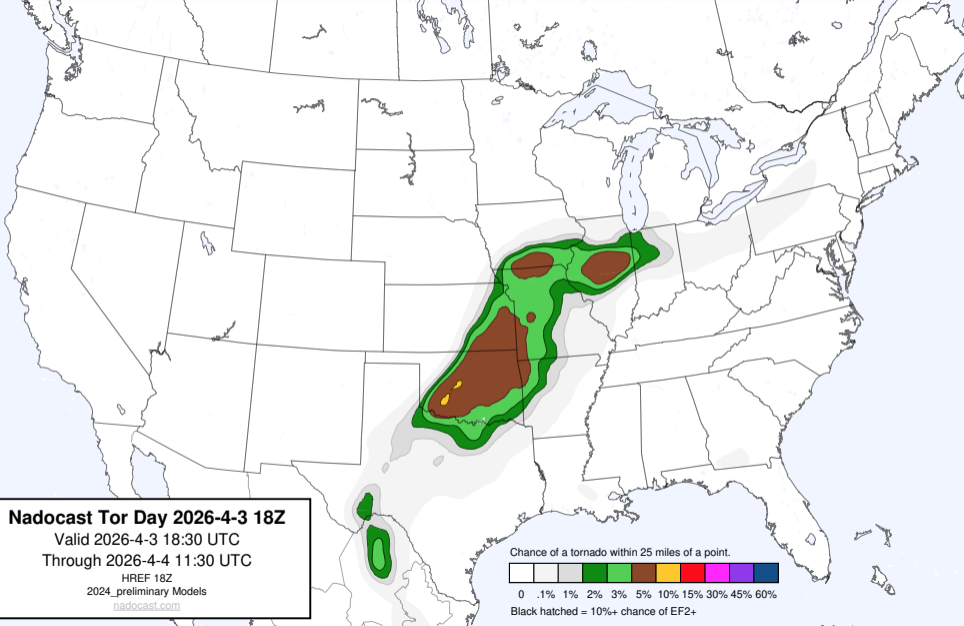 Nadocast Tor Day 2026-4-3 18Z
Valid 2026-4-3 18:30 UTC
Through 2026-4-4 11:30 UTC
HREF 18Z
2024_preliminary Models
nadocast.com
Chance of a tornado within 25 miles of a point.
0 .1% 1% 2% 3% 5% 10% 15% 30% 45% 60%
Black hatched = 10%+ chance of EF2+